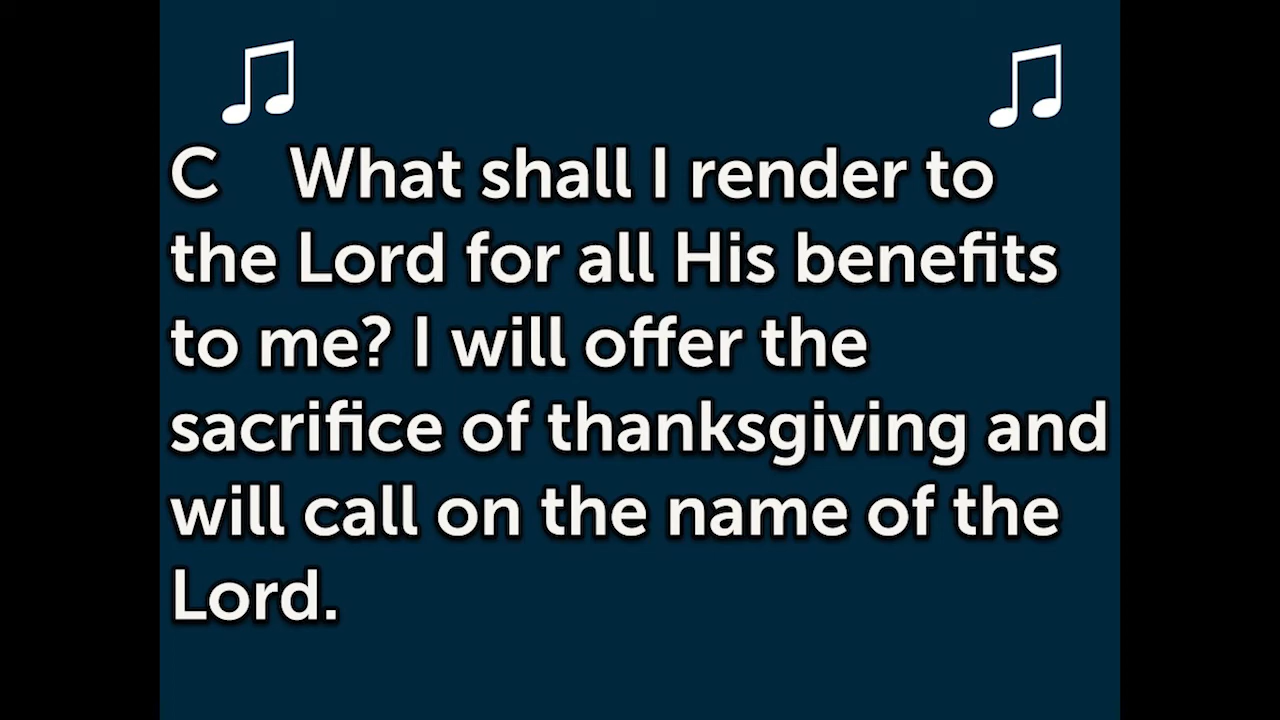 C What shall I render to
the Lord for all His benefits
to me? I will offer the
sacrifice of thanksgiving and
will call on the name of the
Lord.